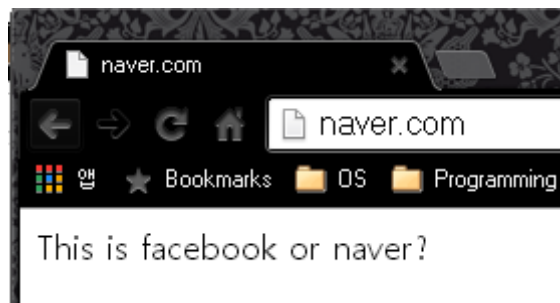 naver.com
naver.com
앱 Bookmarks OS Programming
This is facebook or naver?